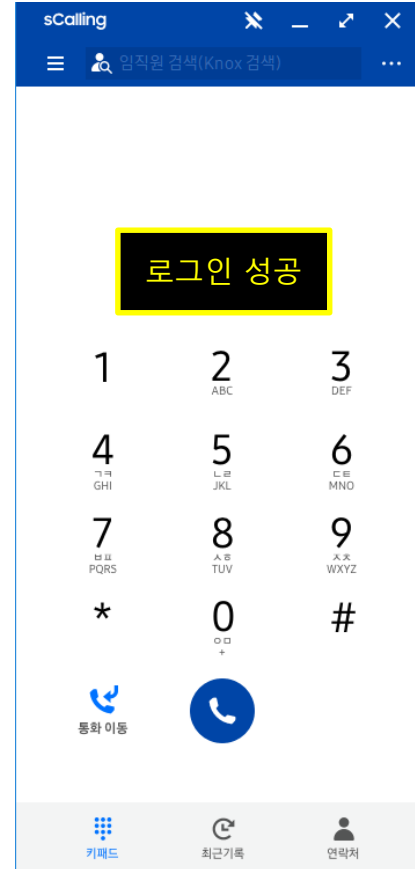 sCalling
임직원 검색(Knox 검색)
로그인 성공
1 2 3
ABC DEF
4 5 6
ㄱㅋ ㄴㄹ ㄷㅌ
GHI JKL MNO
7 8 9
ㅂㅍ ㅅㅎ ㅈㅊ
PQRS TUV WXYZ
* 0 #
ㅇㅁ
+
통화 이동
키패드 최근기록 연락처